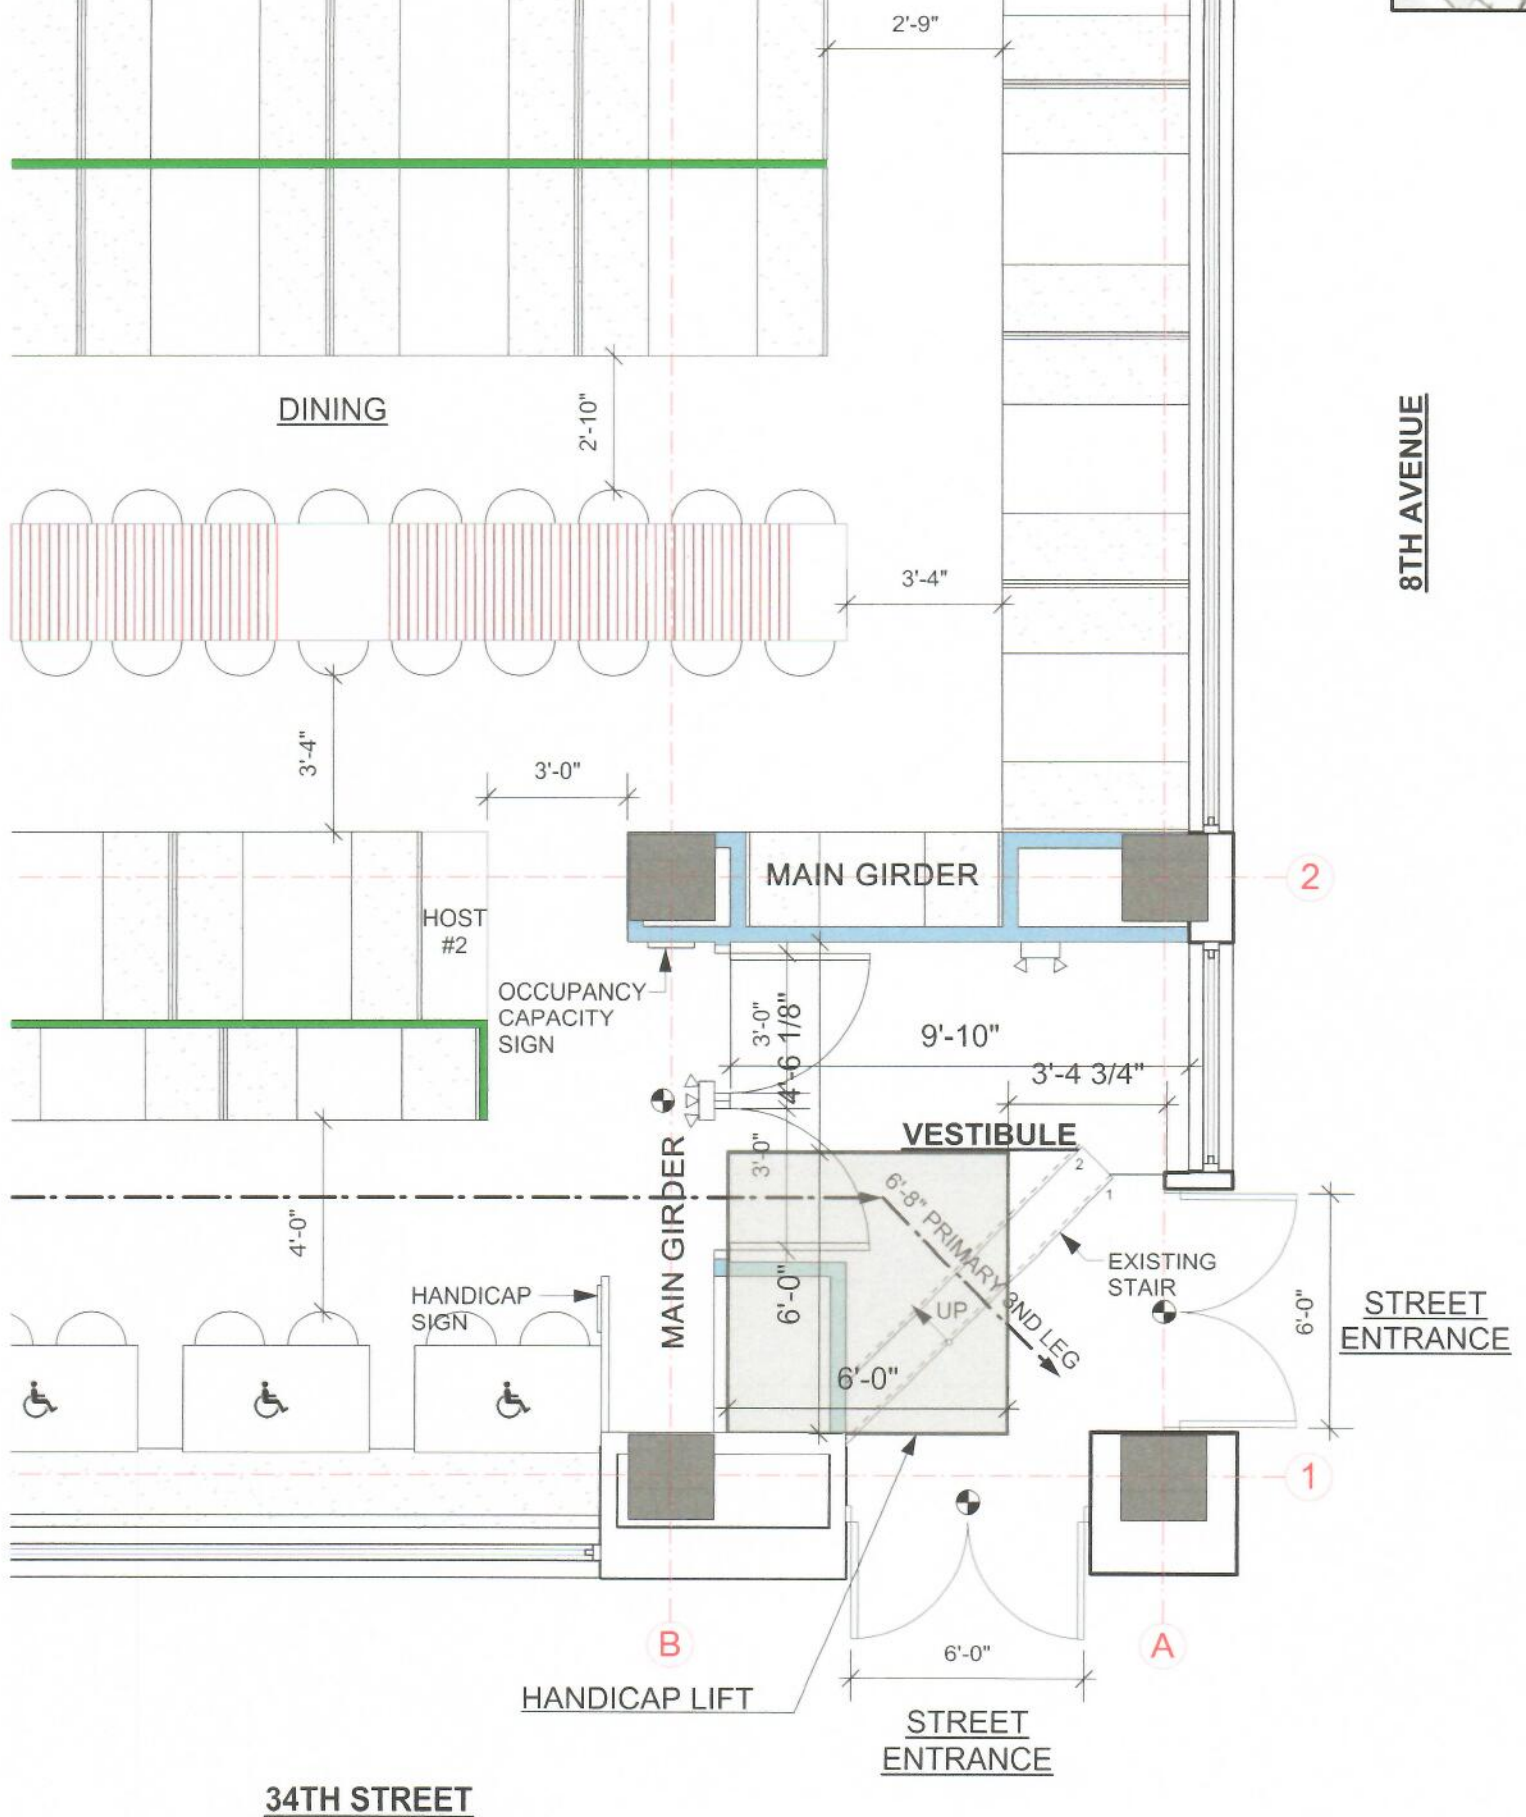 2'-9"
DINING
2'-10"
8TH AVENUE
3'-4"
3'-4"
3'-0"
MAIN GIRDER
2
HOST
#2
OCCUPANCY
CAPACITY
SIGN
3'-0"
4'-6 1/8"
9'-10"
3'-4 3/4"
VESTIBULE
MAIN GIRDER
3'-0"
2
1
6'-8" PRIMARY 3ND LEG
4'-0"
EXISTING
STAIR
HANDICAP
SIGN
6'-0"
UP
6'-0"
STREET
ENTRANCE
6'-0"
1
B
A
6'-0"
HANDICAP LIFT
STREET
ENTRANCE
34TH STREET